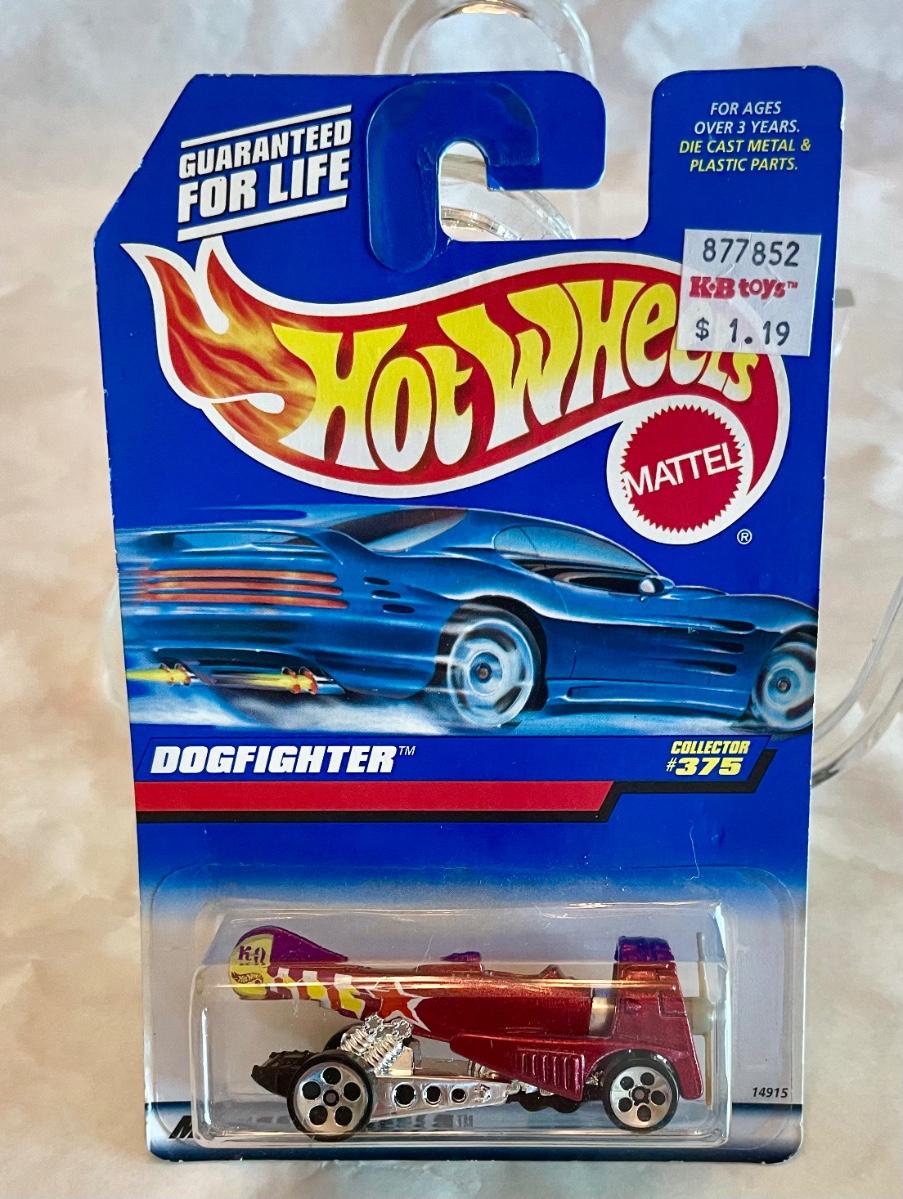 GUARANTEED
FOR LIFE
FOR AGES
OVER 3 YEARS.
DIE CAST METAL &
PLASTIC PARTS.
877852
K·B toys™
$ 1.19
HOT WHEELS
MATTEL
®
DOGFIGHTER™
COLLECTOR
#375
14915